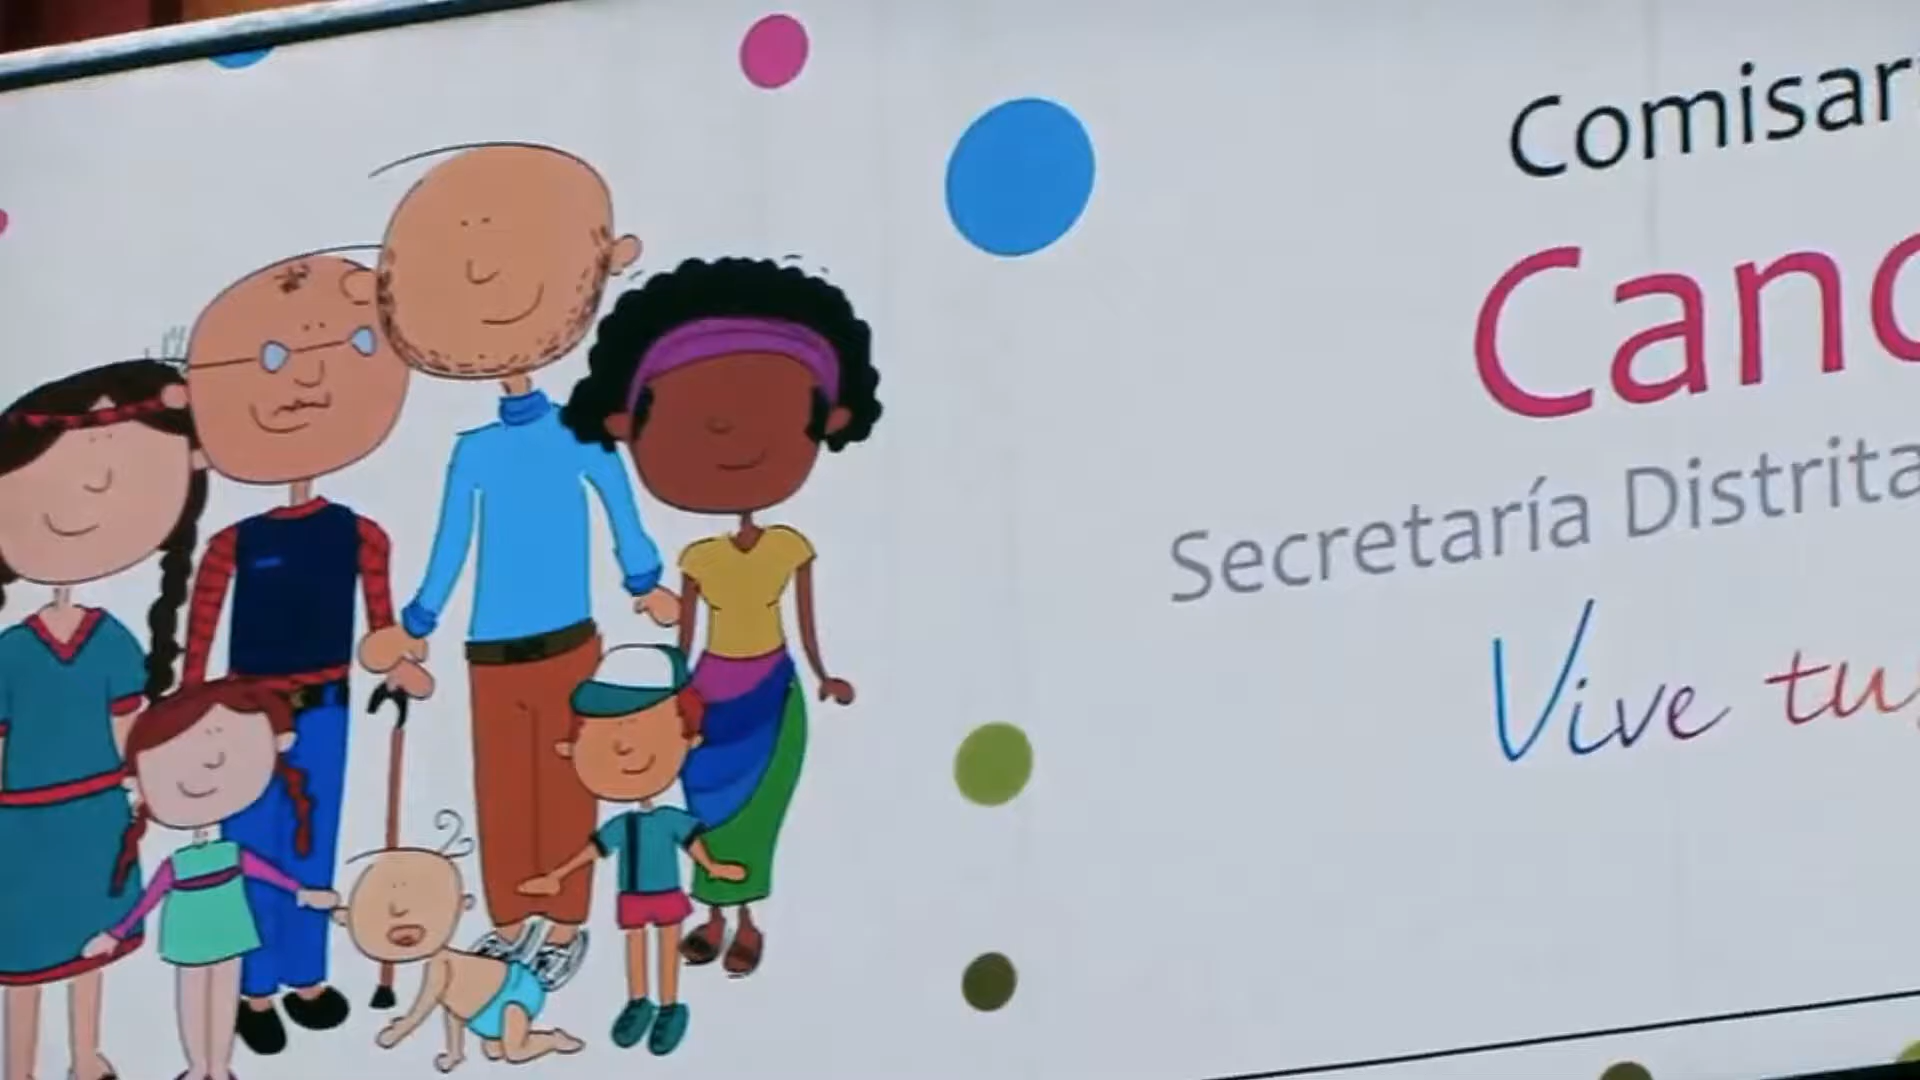 Comisar
Canc
Secretaría Distrita
Vive tu